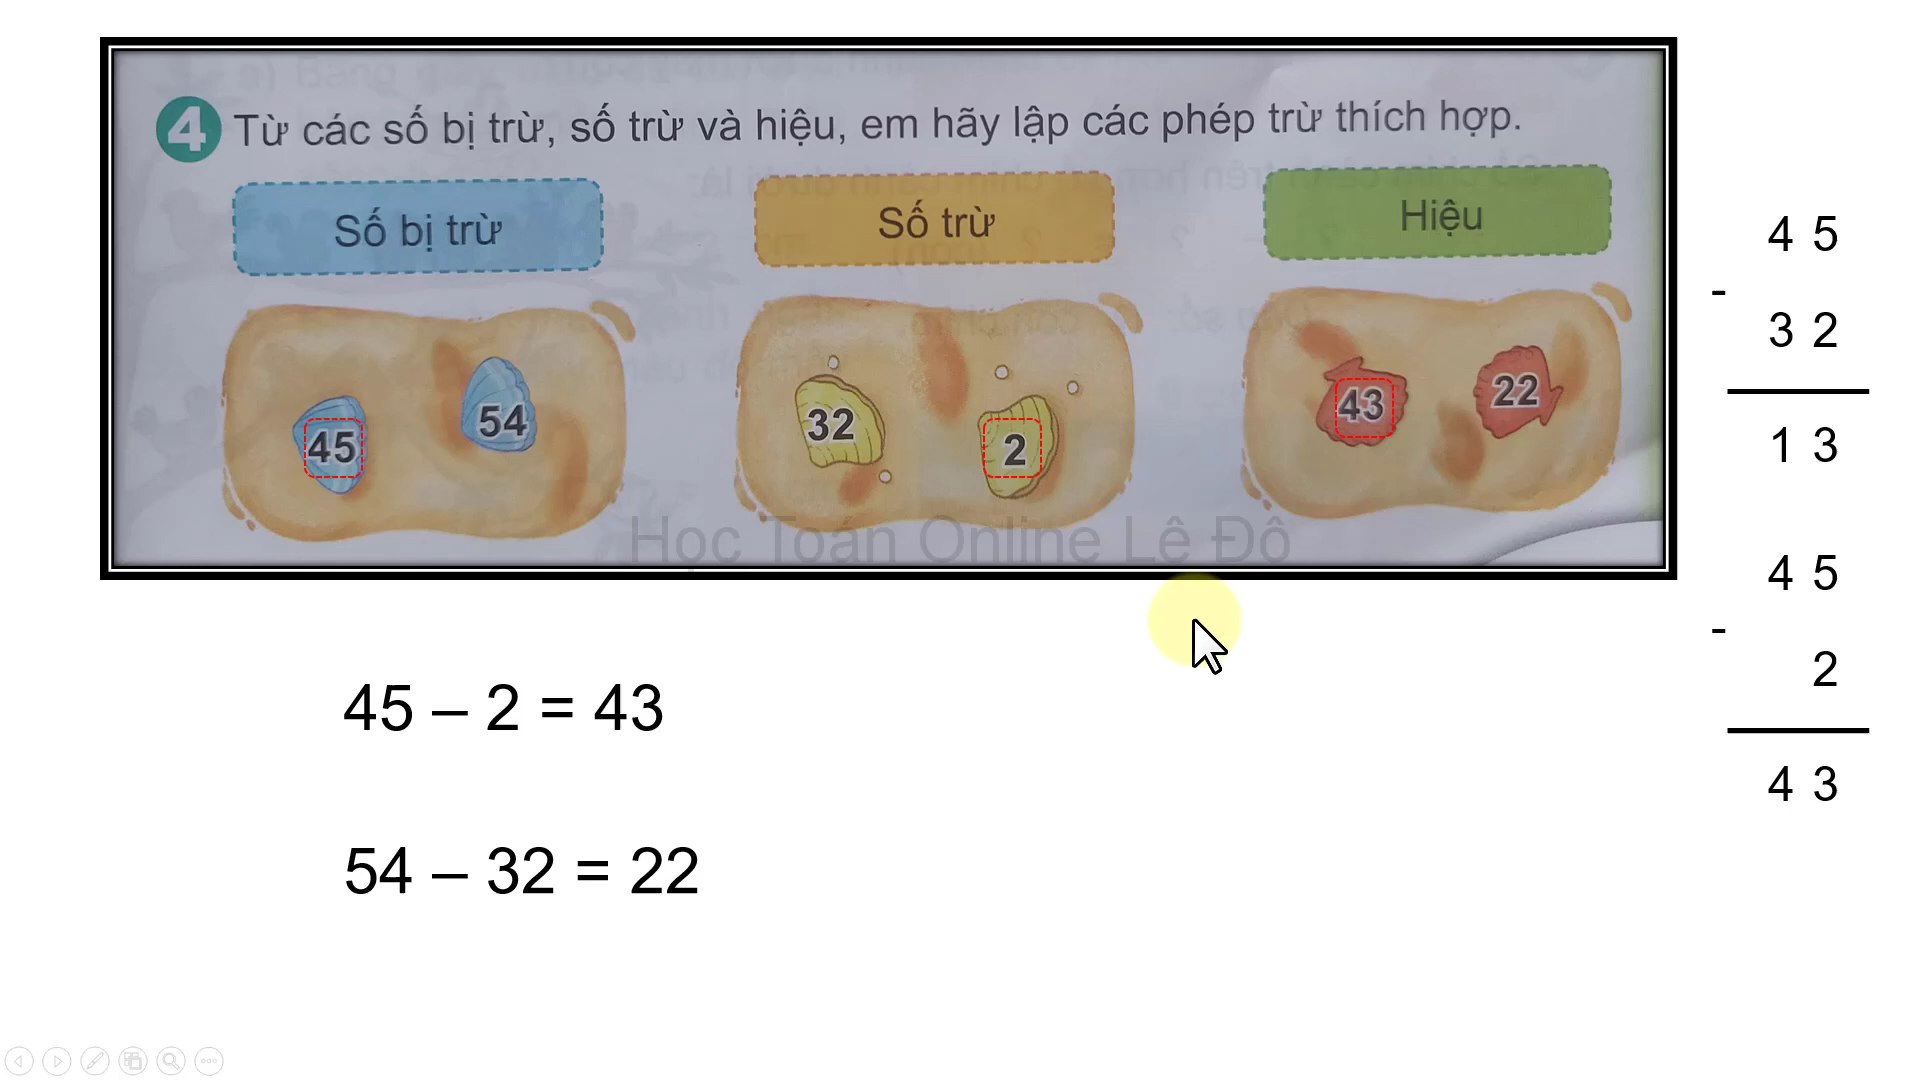 4 Từ các số bị trừ, số trừ và hiệu, em hãy lập các phép trừ thích hợp.
Số bị trừ
Số trừ
Hiệu
45
54
32
2
43
22
Học Toán Online Lê Đô
45 – 2 = 43
54 – 32 = 22
4 5
-
3 2
1 3
4 5
-
2
4 3